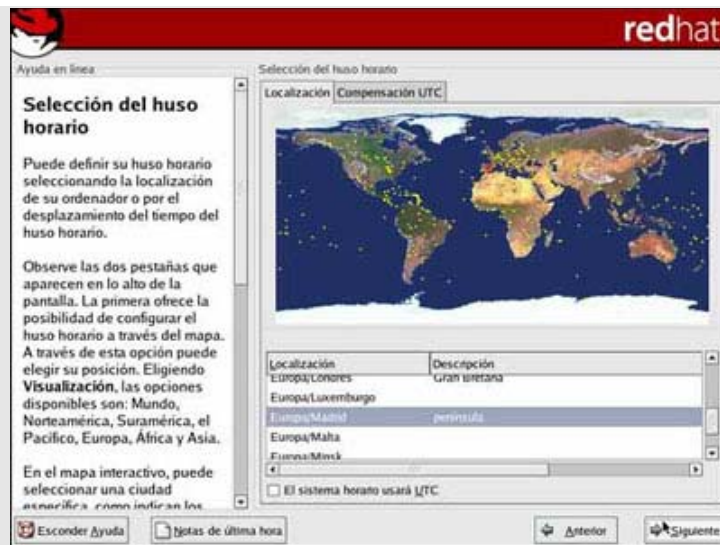 redhat
Ayuda en línea
Selección del huso
horario
Puede definir su huso horario
seleccionando la localización
de su ordenador o por el
desplazamiento del tiempo del
huso horario.
Observe las dos pestañas que
aparecen en lo alto de la
pantalla. La primera ofrece la
posibilidad de configurar el
huso horario a través del mapa.
A través de esta opción puede
elegir su posición. Eligiendo
Visualización, las opciones
disponibles son: Mundo,
Norteamérica, Suramérica, el
Pacífico, Europa, África y Asia.
En el mapa interactivo, puede
seleccionar una ciudad
específica, como indican los
Selección del huso horario
Localización Compensación UTC
Localización Descripción
Europa/Londres Gran Bretaña
Europa/Luxemburgo
Europa/Madrid península
Europa/Malta
Europa/Minsk
El sistema horario usará UTC
Esconder Ayuda Notas de última hora Anterior Siguiente